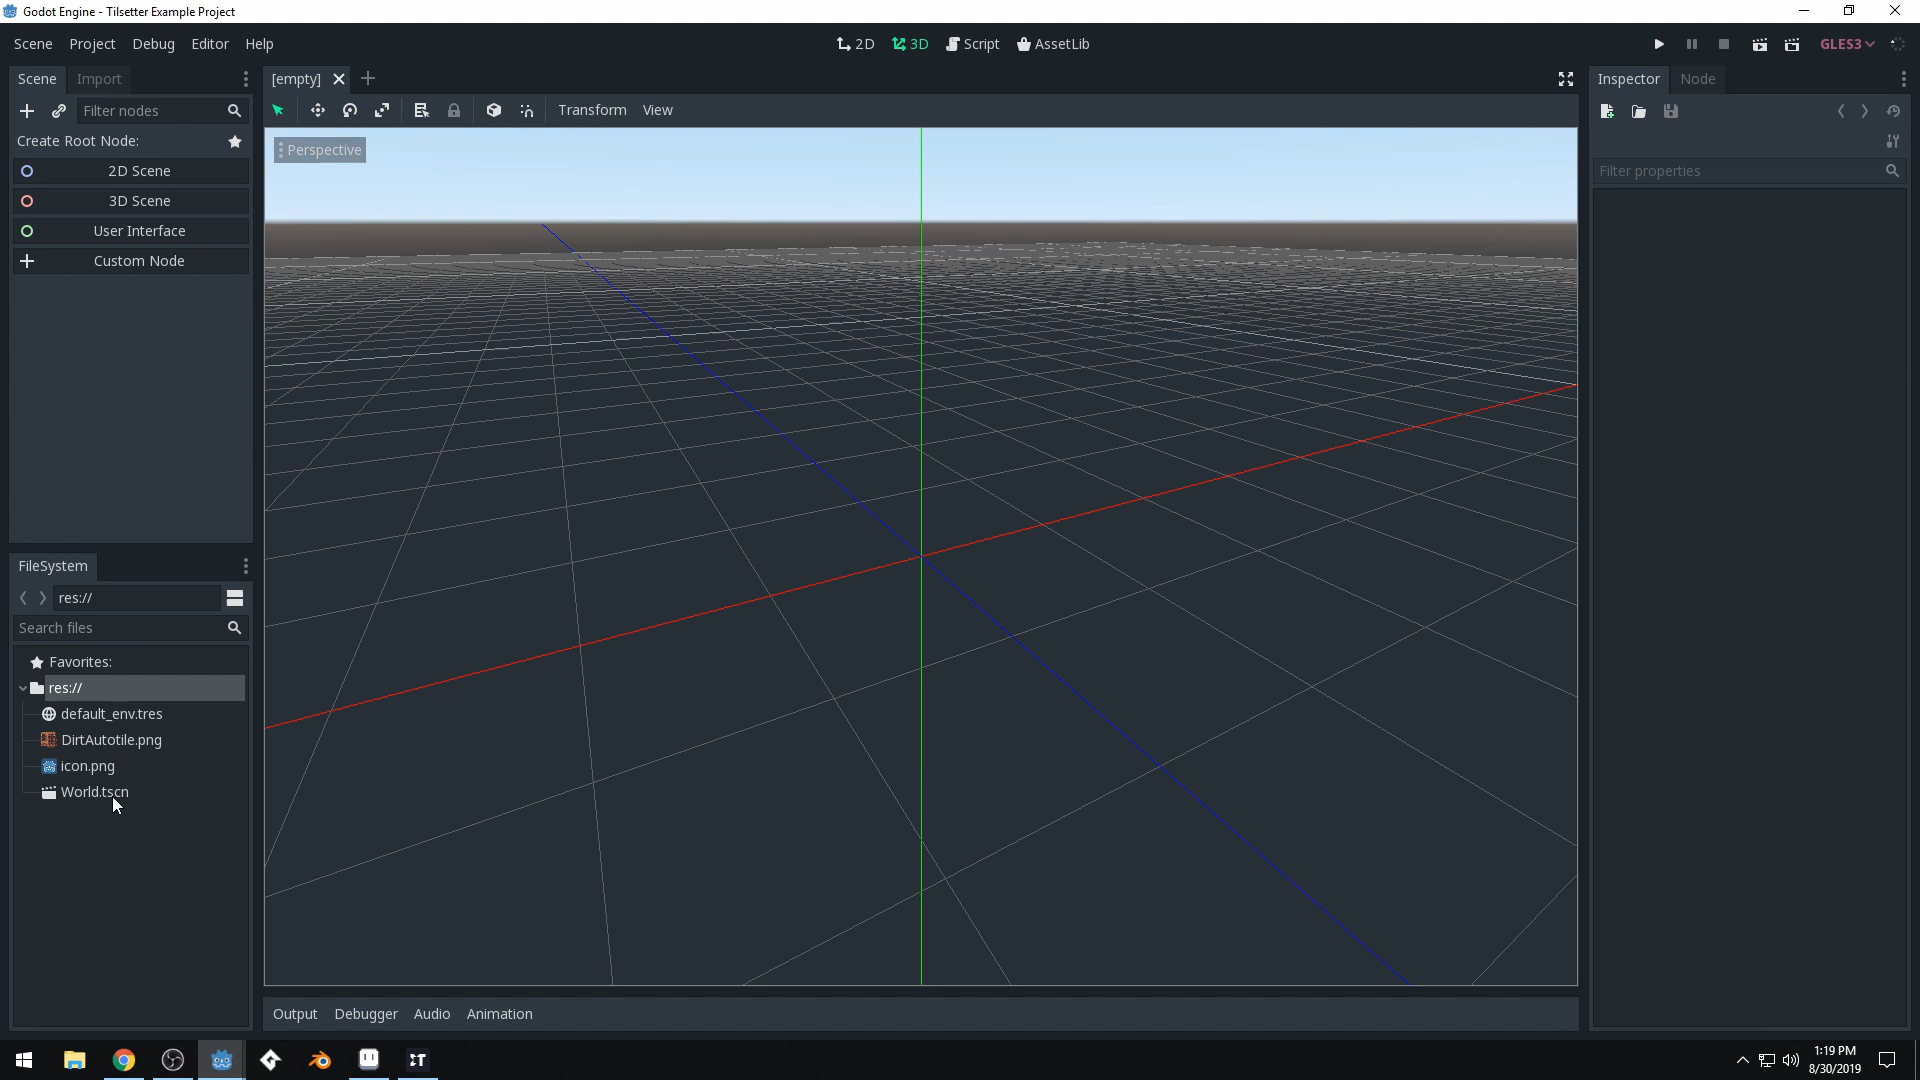 Godot Engine - Tilsetter Example Project
Scene Project Debug Editor Help
2D 3D Script AssetLib
GLES3
Scene Import
[empty]
Inspector Node
Filter nodes
Transform View
Create Root Node:
Perspective
2D Scene
Filter properties
3D Scene
User Interface
Custom Node
FileSystem
res://
Search files
Favorites:
res://
default_env.tres
DirtAutotile.png
icon.png
World.tscn
Output Debugger Audio Animation
1:19 PM
8/30/2019